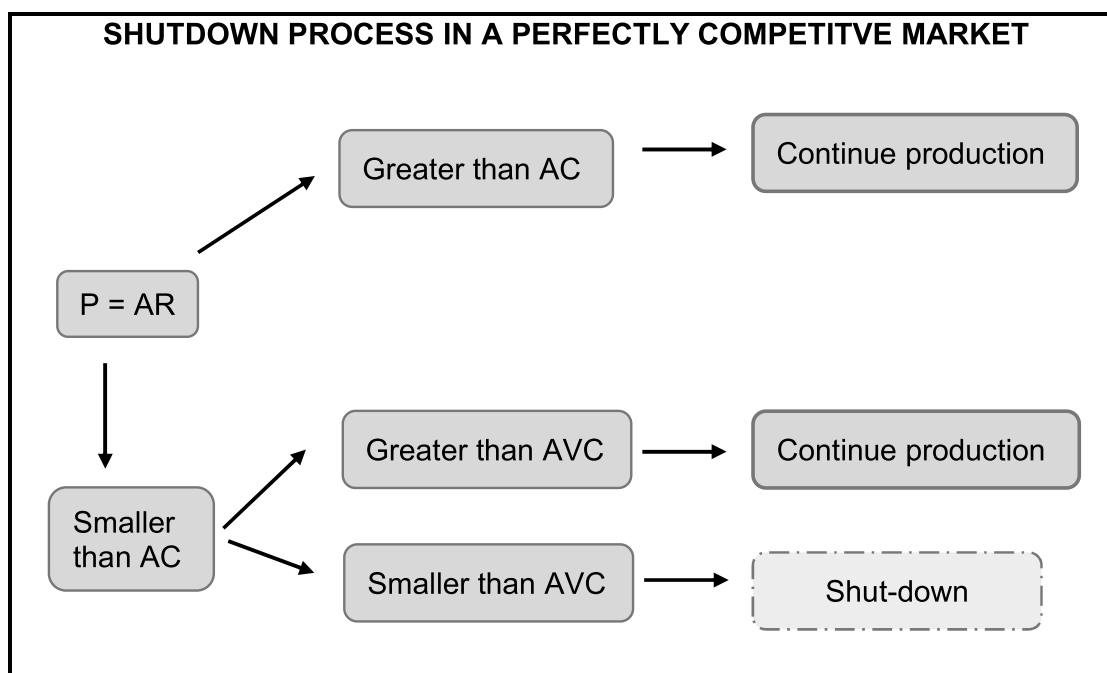 SHUTDOWN PROCESS IN A PERFECTLY COMPETITVE MARKET
Greater than AC
Continue production
P = AR
Greater than AVC
Continue production
Smaller
than AC
Smaller than AVC
Shut-down